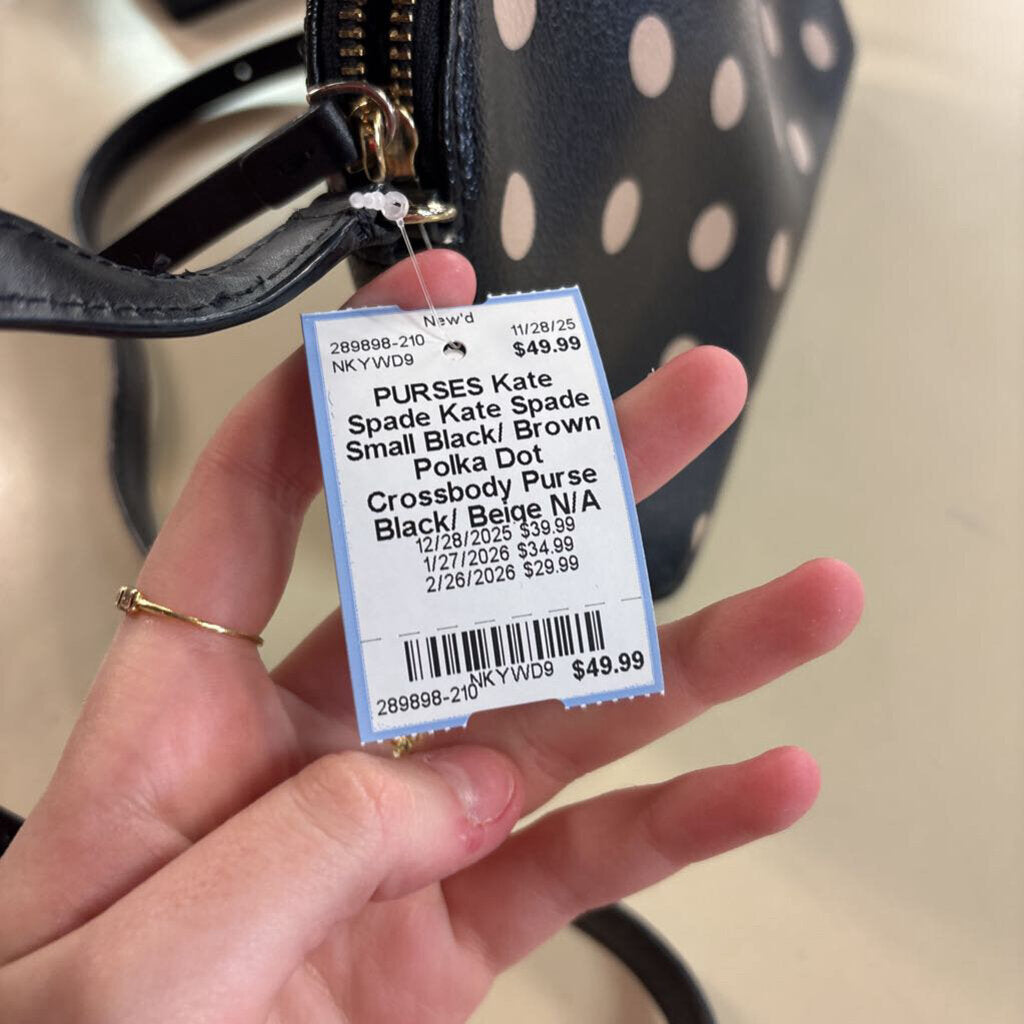 New'd
289898-210 11/28/25
NKYWD9 $49.99
PURSES Kate
Spade Kate Spade
Small Black/ Brown
Polka Dot
Crossbody Purse
Black/ Beige N/A
12/28/2025 $39.99
1/27/2026 $34.99
2/26/2026 $29.99
NKYWD9 $49.99
289898-210